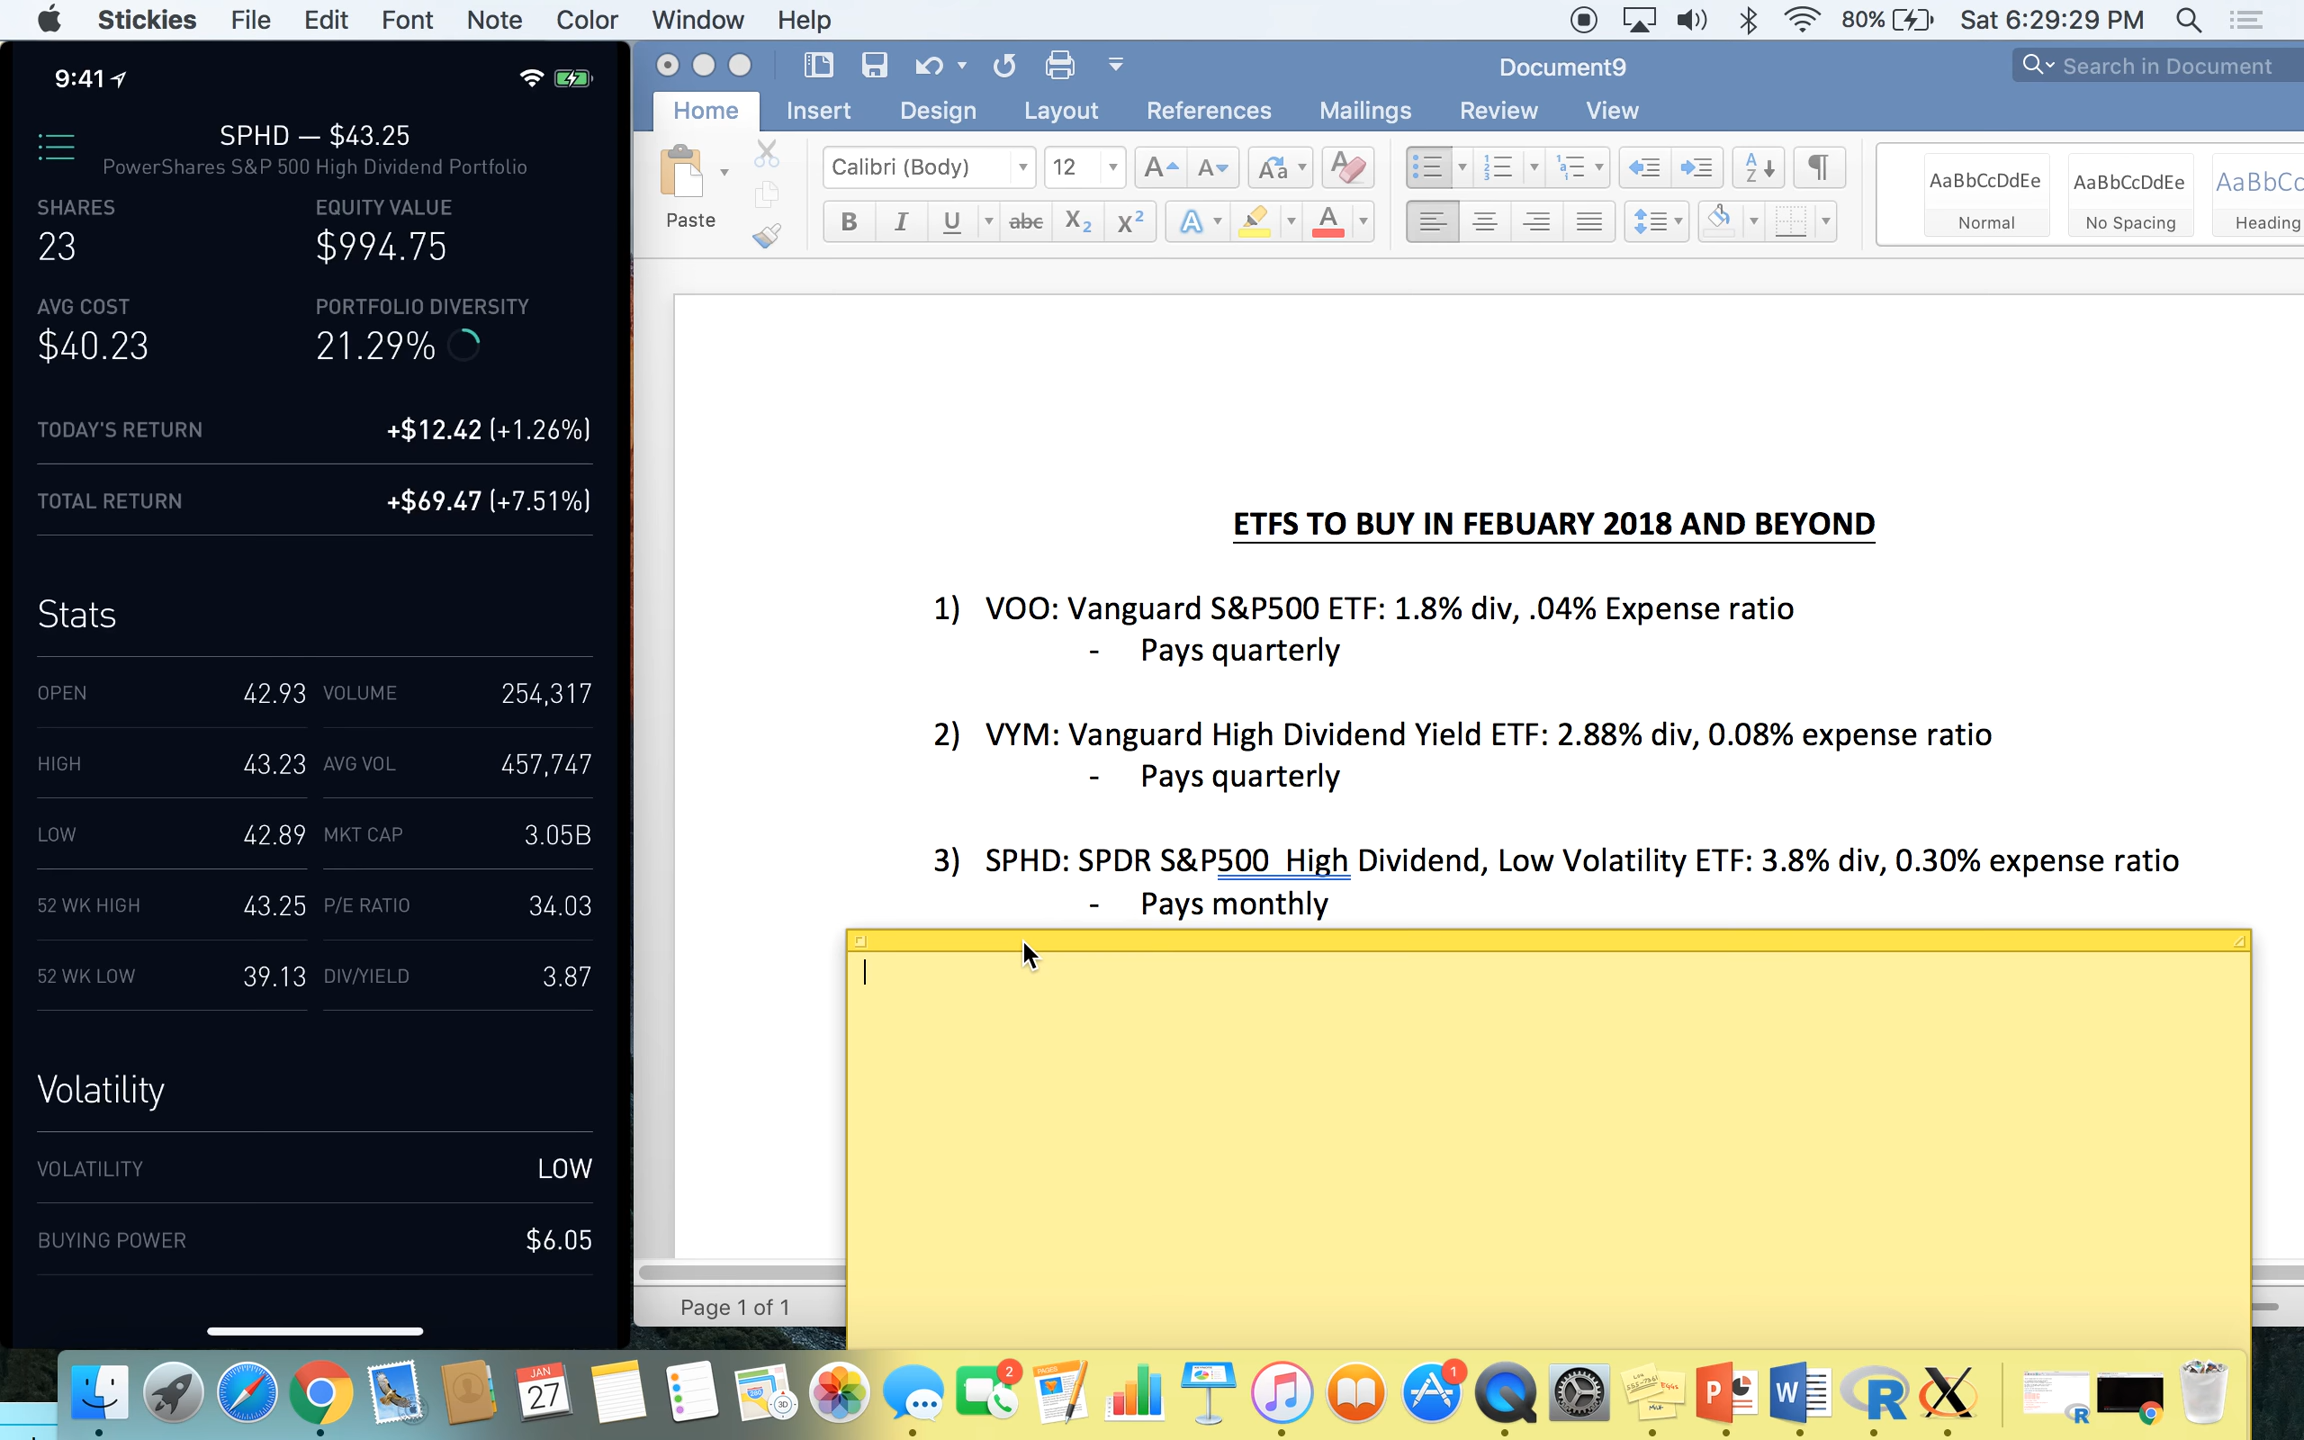 Stickies File Edit Font Note Color Window Help 80% Sat 6:29:29 PM
9:41
SPHD — $43.25
PowerShares S&P 500 High Dividend Portfolio
SHARES EQUITY VALUE
23 $994.75
AVG COST PORTFOLIO DIVERSITY
$40.23 21.29%
TODAY'S RETURN +$12.42 (+1.26%)
TOTAL RETURN +$69.47 (+7.51%)
Stats
OPEN 42.93 VOLUME 254,317
HIGH 43.23 AVG VOL 457,747
LOW 42.89 MKT CAP 3.05B
52 WK HIGH 43.25 P/E RATIO 34.03
52 WK LOW 39.13 DIV/YIELD 3.87
Volatility
VOLATILITY LOW
BUYING POWER $6.05
Document9
Search in Document
Home Insert Design Layout References Mailings Review View
Paste
Calibri (Body) 12
AaBbCcDdEe AaBbCcDdEe AaBbCc
Normal No Spacing Heading
ETFS TO BUY IN FEBUARY 2018 AND BEYOND
1) VOO: Vanguard S&P500 ETF: 1.8% div, .04% Expense ratio
- Pays quarterly
2) VYM: Vanguard High Dividend Yield ETF: 2.88% div, 0.08% expense ratio
- Pays quarterly
3) SPHD: SPDR S&P500 High Dividend, Low Volatility ETF: 3.8% div, 0.30% expense ratio
- Pays monthly
Page 1 of 1
JAN
27
2
PAGES
1